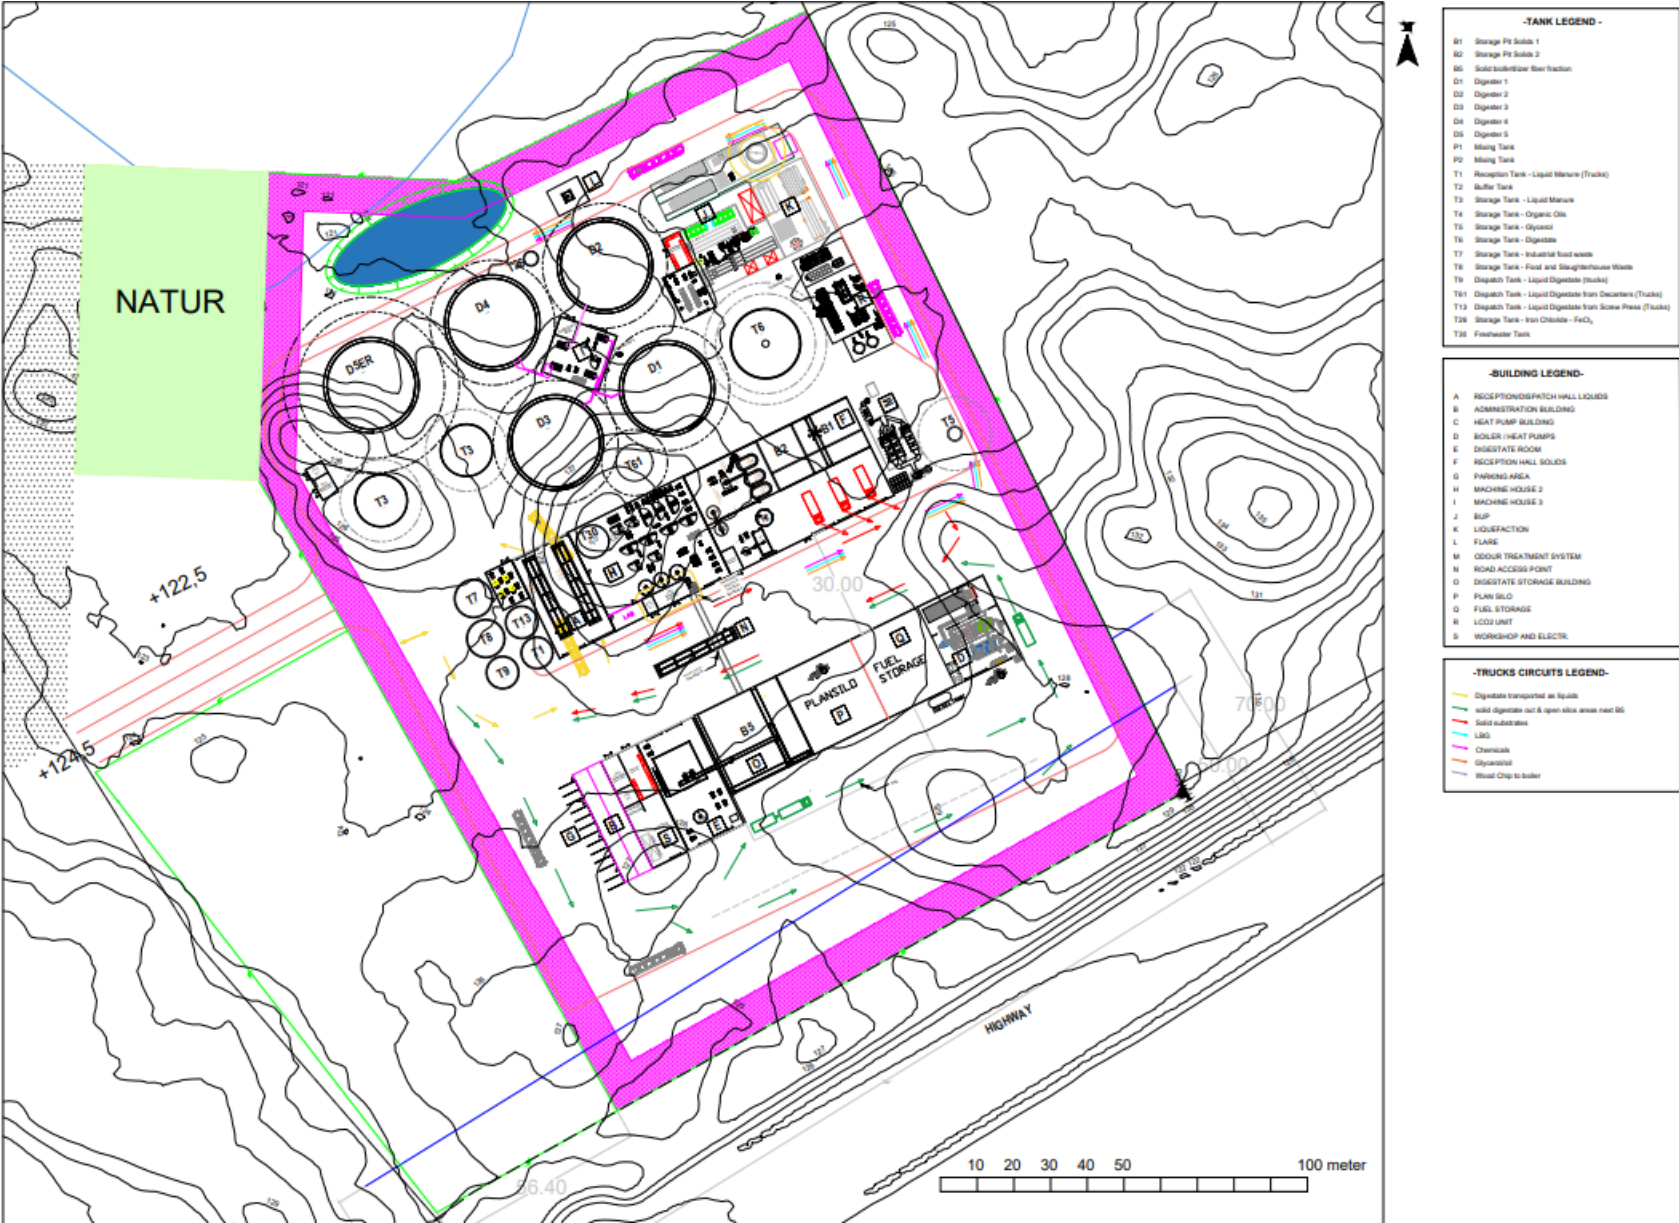 NATUR
+122,5
+124,5
D2
D4
D5ER
T6
D1
D3
T3
T5
T3
T61
B2
B1
F
K
J
L
I
R
M
T30
H
A
LAB
T7
T13
T8
T1
T9
N
30.00
FUEL
STORAGE
Q
D
PLANSILO
P
B5
O
G
B
S
E
70.00
HIGHWAY
10 20 30 40 50 100 meter
-TANK LEGEND -
B1 Storage Pit Solids 1
B2 Storage Pit Solids 2
B5 Solid biofertilizer fiber fraction
D1 Digester 1
D2 Digester 2
D3 Digester 3
D4 Digester 4
D5 Digester 5
P1 Mixing Tank
P2 Mixing Tank
T1 Reception Tank - Liquid Manure (Trucks)
T2 Buffer Tank
T3 Storage Tank - Liquid Manure
T4 Storage Tank - Organic Oils
T5 Storage Tank - Glycerol
T6 Storage Tank - Digestate
T7 Storage Tank - Industrial food waste
T8 Storage Tank - Food and Slaughterhouse Waste
T9 Dispatch Tank - Liquid Digestate (trucks)
T61 Dispatch Tank - Liquid Digestate from Decanters (Trucks)
T13 Dispatch Tank - Liquid Digestate from Screw Press (Trucks)
T26 Storage Tank - Iron Chloride - FeCl₃
T30 Freshwater Tank
-BUILDING LEGEND-
A RECEPTION/DISPATCH HALL LIQUIDS
B ADMINISTRATION BUILDING
C HEAT PUMP BUILDING
D BOILER / HEAT PUMPS
E DIGESTATE ROOM
F RECEPTION HALL SOLIDS
G PARKING AREA
H MACHINE HOUSE 2
I MACHINE HOUSE 3
J BUP
K LIQUEFACTION
L FLARE
M ODOUR TREATMENT SYSTEM
N ROAD ACCESS POINT
O DIGESTATE STORAGE BUILDING
P PLAN SILO
Q FUEL STORAGE
R LCO2 UNIT
S WORKSHOP AND ELECTR.
-TRUCKS CIRCUITS LEGEND-
Digestate transported as liquids
solid digestate out & open silos areas next B5
Solid substrates
LBG
Chemicals
Glycerol/oil
Wood Chip to boiler